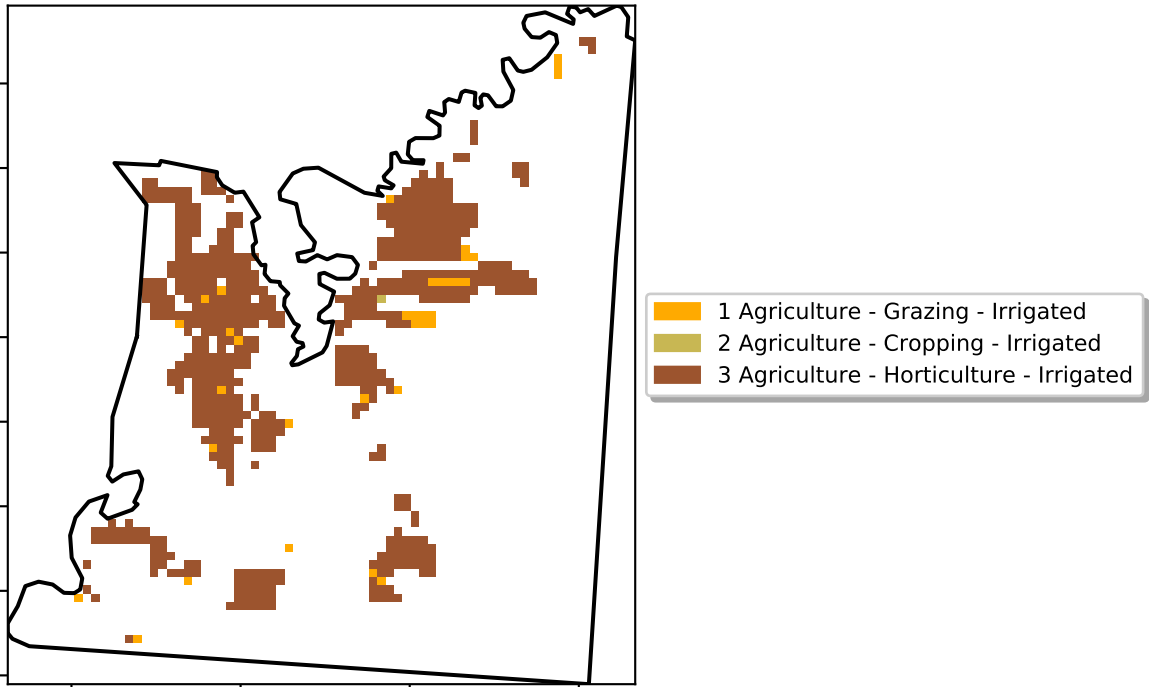 1 Agriculture - Grazing - Irrigated
2 Agriculture - Cropping - Irrigated
3 Agriculture - Horticulture - Irrigated